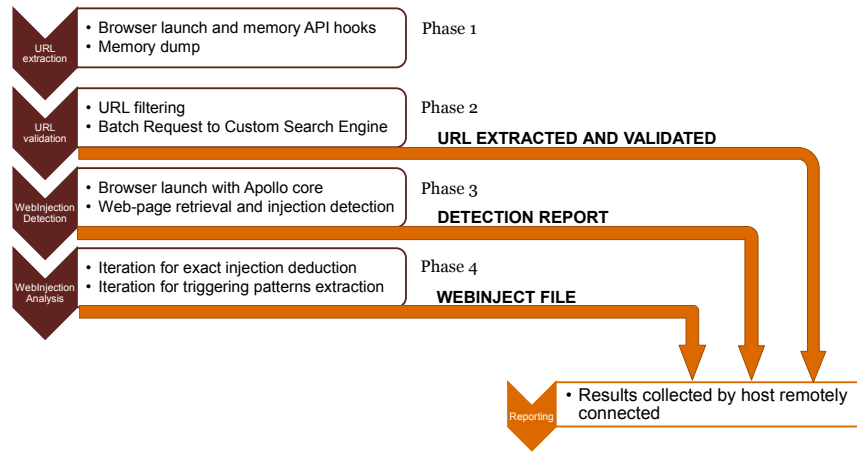 URL
extraction
• Browser launch and memory API hooks
• Memory dump
Phase 1
URL
validation
• URL filtering
• Batch Request to Custom Search Engine
Phase 2
URL EXTRACTED AND VALIDATED
WebInjection
Detection
• Browser launch with Apollo core
• Web-page retrieval and injection detection
Phase 3
DETECTION REPORT
WebInjection
Analysis
• Iteration for exact injection deduction
• Iteration for triggering patterns extraction
Phase 4
WEBINJECT FILE
Reporting
• Results collected by host remotely
connected